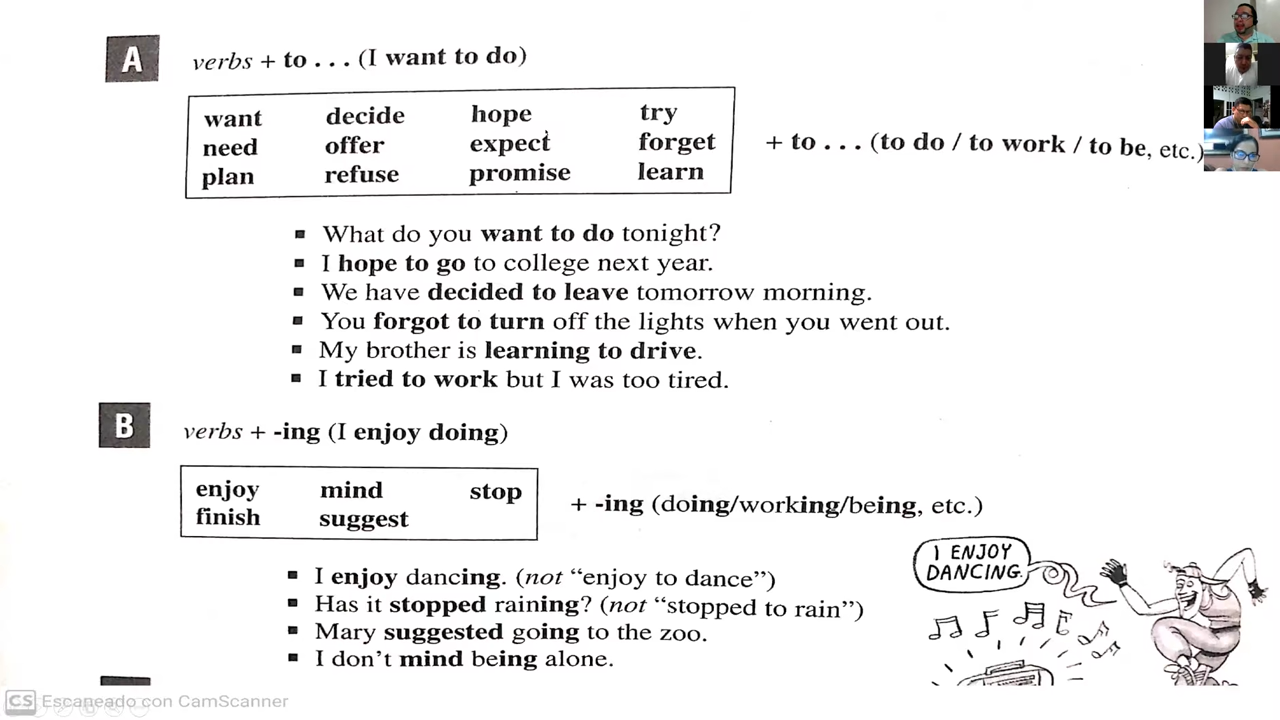 A
verbs + to . . . (I want to do)
want decide hope try
need offer expect forget
plan refuse promise learn
+ to . . . (to do / to work / to be, etc.)
What do you want to do tonight?
I hope to go to college next year.
We have decided to leave tomorrow morning.
You forgot to turn off the lights when you went out.
My brother is learning to drive.
I tried to work but I was too tired.
B
verbs + -ing (I enjoy doing)
enjoy mind stop
finish suggest
+ -ing (doing/working/being, etc.)
I enjoy dancing. (not “enjoy to dance”)
Has it stopped raining? (not “stopped to rain”)
Mary suggested going to the zoo.
I don’t mind being alone.
I ENJOY
DANCING.
CS Escaneado con CamScanner